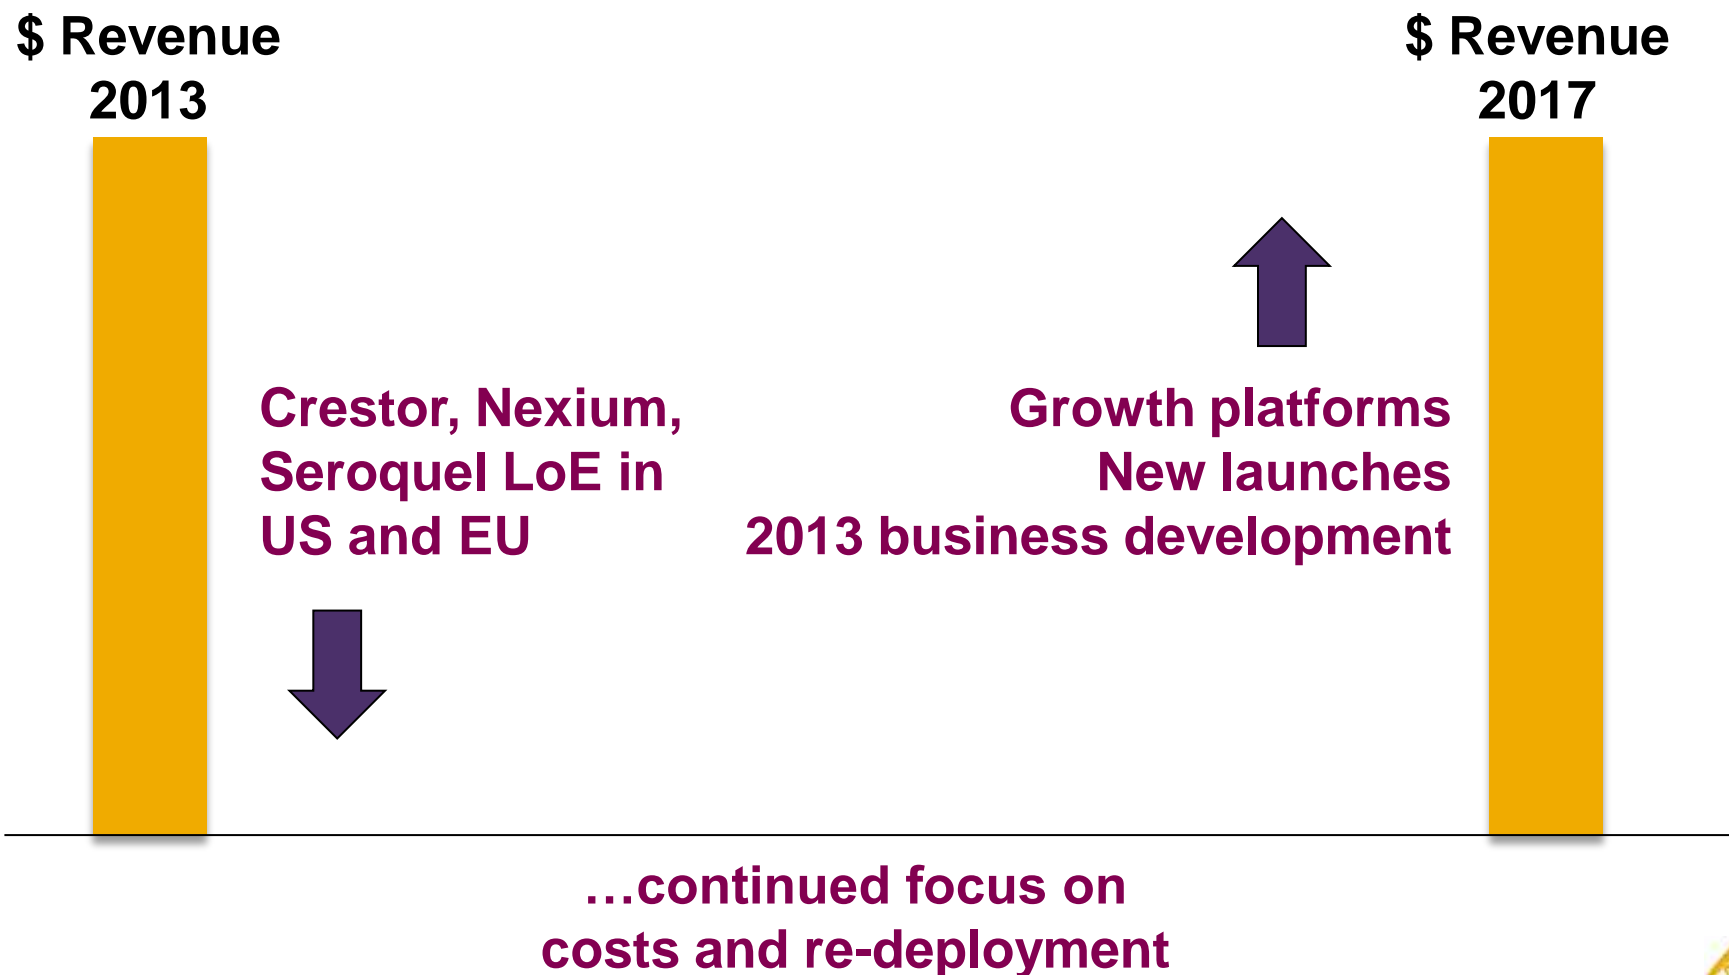 $ Revenue
2013
$ Revenue
2017
Crestor, Nexium,
Seroquel LoE in
US and EU
Growth platforms
New launches
2013 business development
…continued focus on
costs and re-deployment